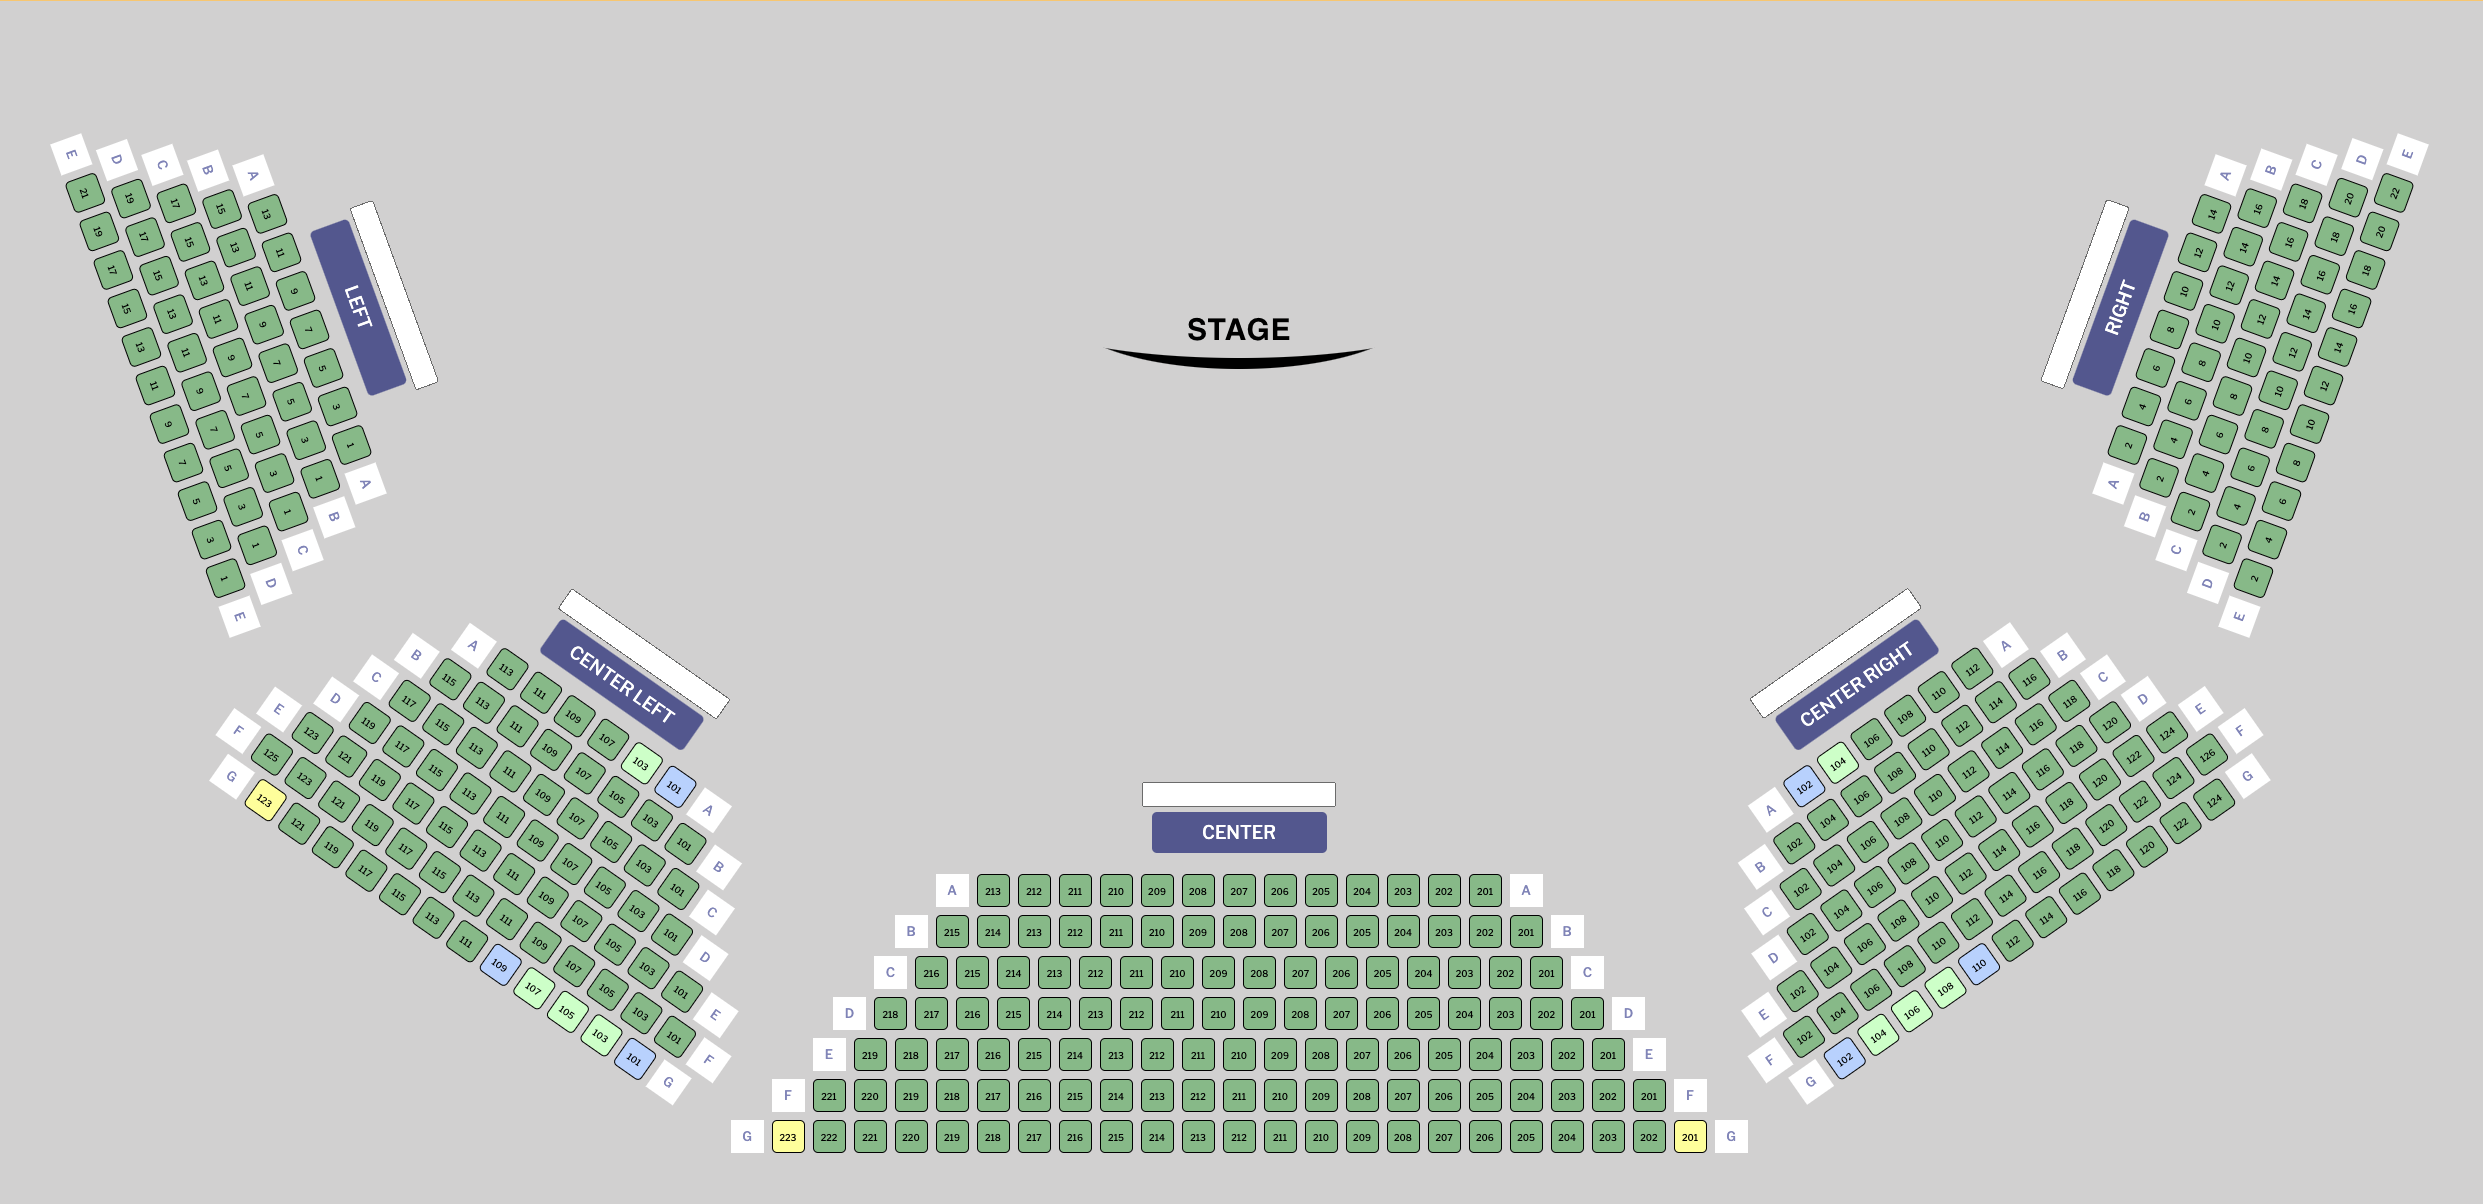 STAGE
LEFT
E 21 19 17 15 13 11 9 7 5 3 1 E
D 19 17 15 13 11 9 7 5 3 1 D
C 17 15 13 11 9 7 5 3 1 C
B 15 13 11 9 7 5 3 1 B
A 13 11 9 7 5 3 1 A
RIGHT
A 14 12 10 8 6 4 2 A
B 16 14 12 10 8 6 4 2 B
C 18 16 14 12 10 8 6 4 2 C
D 20 18 16 14 12 10 8 6 4 2 D
E 22 20 18 16 14 12 10 8 6 4 2 E
CENTER LEFT
A 113 111 109 107 103 101 A
B 115 113 111 109 107 105 103 101 B
C 117 115 113 111 109 107 105 103 101 C
D 119 117 115 113 111 109 107 105 103 101 D
E 123 121 119 117 115 113 111 109 107 105 103 101 E
F 125 123 121 119 117 115 113 111 109 107 105 103 101 F
G 123 121 119 117 115 113 111 109 107 105 103 101 G
CENTER
A 213 212 211 210 209 208 207 206 205 204 203 202 201 A
B 215 214 213 212 211 210 209 208 207 206 205 204 203 202 201 B
C 216 215 214 213 212 211 210 209 208 207 206 205 204 203 202 201 C
D 218 217 216 215 214 213 212 211 210 209 208 207 206 205 204 203 202 201 D
E 219 218 217 216 215 214 213 212 211 210 209 208 207 206 205 204 203 202 201 E
F 221 220 219 218 217 216 215 214 213 212 211 210 209 208 207 206 205 204 203 202 201 F
G 223 222 221 220 219 218 217 216 215 214 213 212 211 210 209 208 207 206 205 204 203 202 201 G
CENTER RIGHT
A 102 104 106 108 110 112 A
B 102 104 106 108 110 112 114 116 B
C 102 104 106 108 110 112 114 116 118 C
D 102 104 106 108 110 112 114 116 118 120 D
E 102 104 106 108 110 112 114 116 118 120 122 124 E
F 102 104 106 108 110 112 114 116 118 120 122 124 126 F
G 102 104 106 108 110 112 114 116 118 120 122 124 G